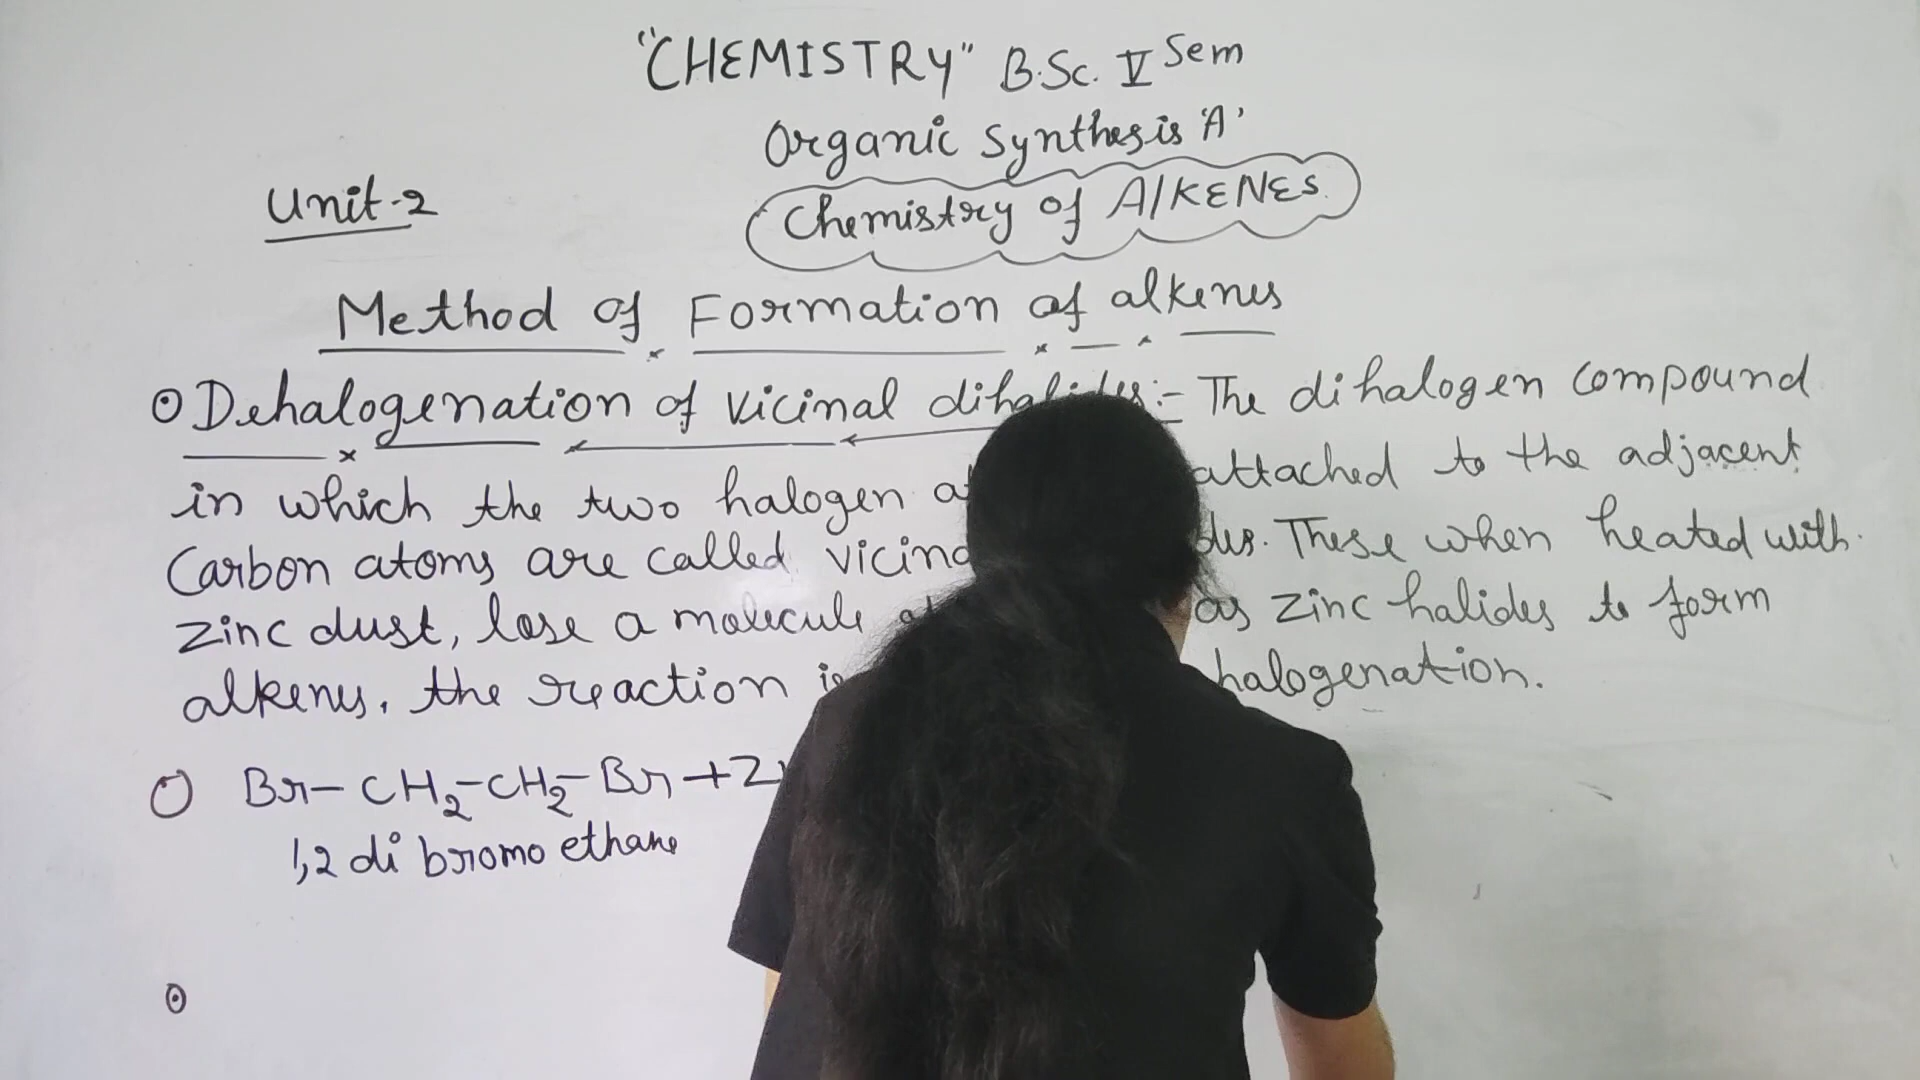 "CHEMISTRY" B.Sc. V Sem
Organic Synthesis 'A'
Unit-2
Chemistry of AlKENES
Method of Formation of alkenes
Dehalogenation of vicinal dihalides:- The dihalogen compound
in which the two halogen attached to the adjacent
Carbon atoms are called These when heated with
zinc dust, lose a molecule as zinc halides to form
alkenes. the reaction halogenation.
Br-CH2-CH2-Br+Z
1,2 di bromo ethane